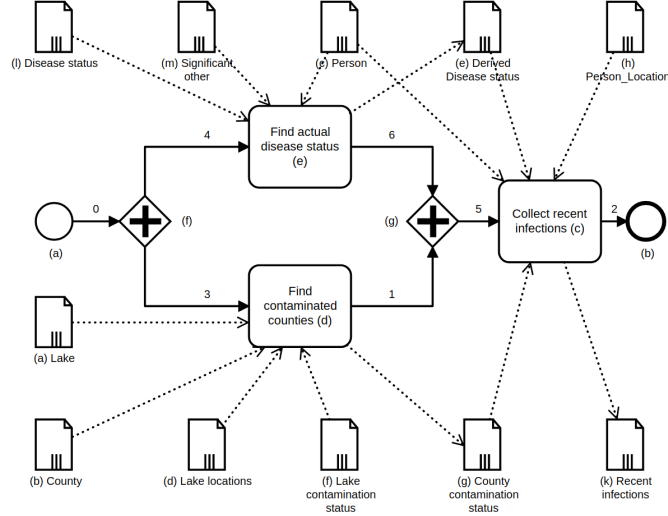 (l) Disease status
(m) Significant
other
Person
(e) Derived
Disease status
(h)
Person_Location
4
Find actual
disease status
(e)
6
0
(f)
(g)
5
Collect recent
infections (c)
2
(a)
(b)
3
Find
contaminated
counties (d)
1
(a) Lake
(b) County
(d) Lake locations
(f) Lake
contamination
status
(g) County
contamination
status
(k) Recent
infections